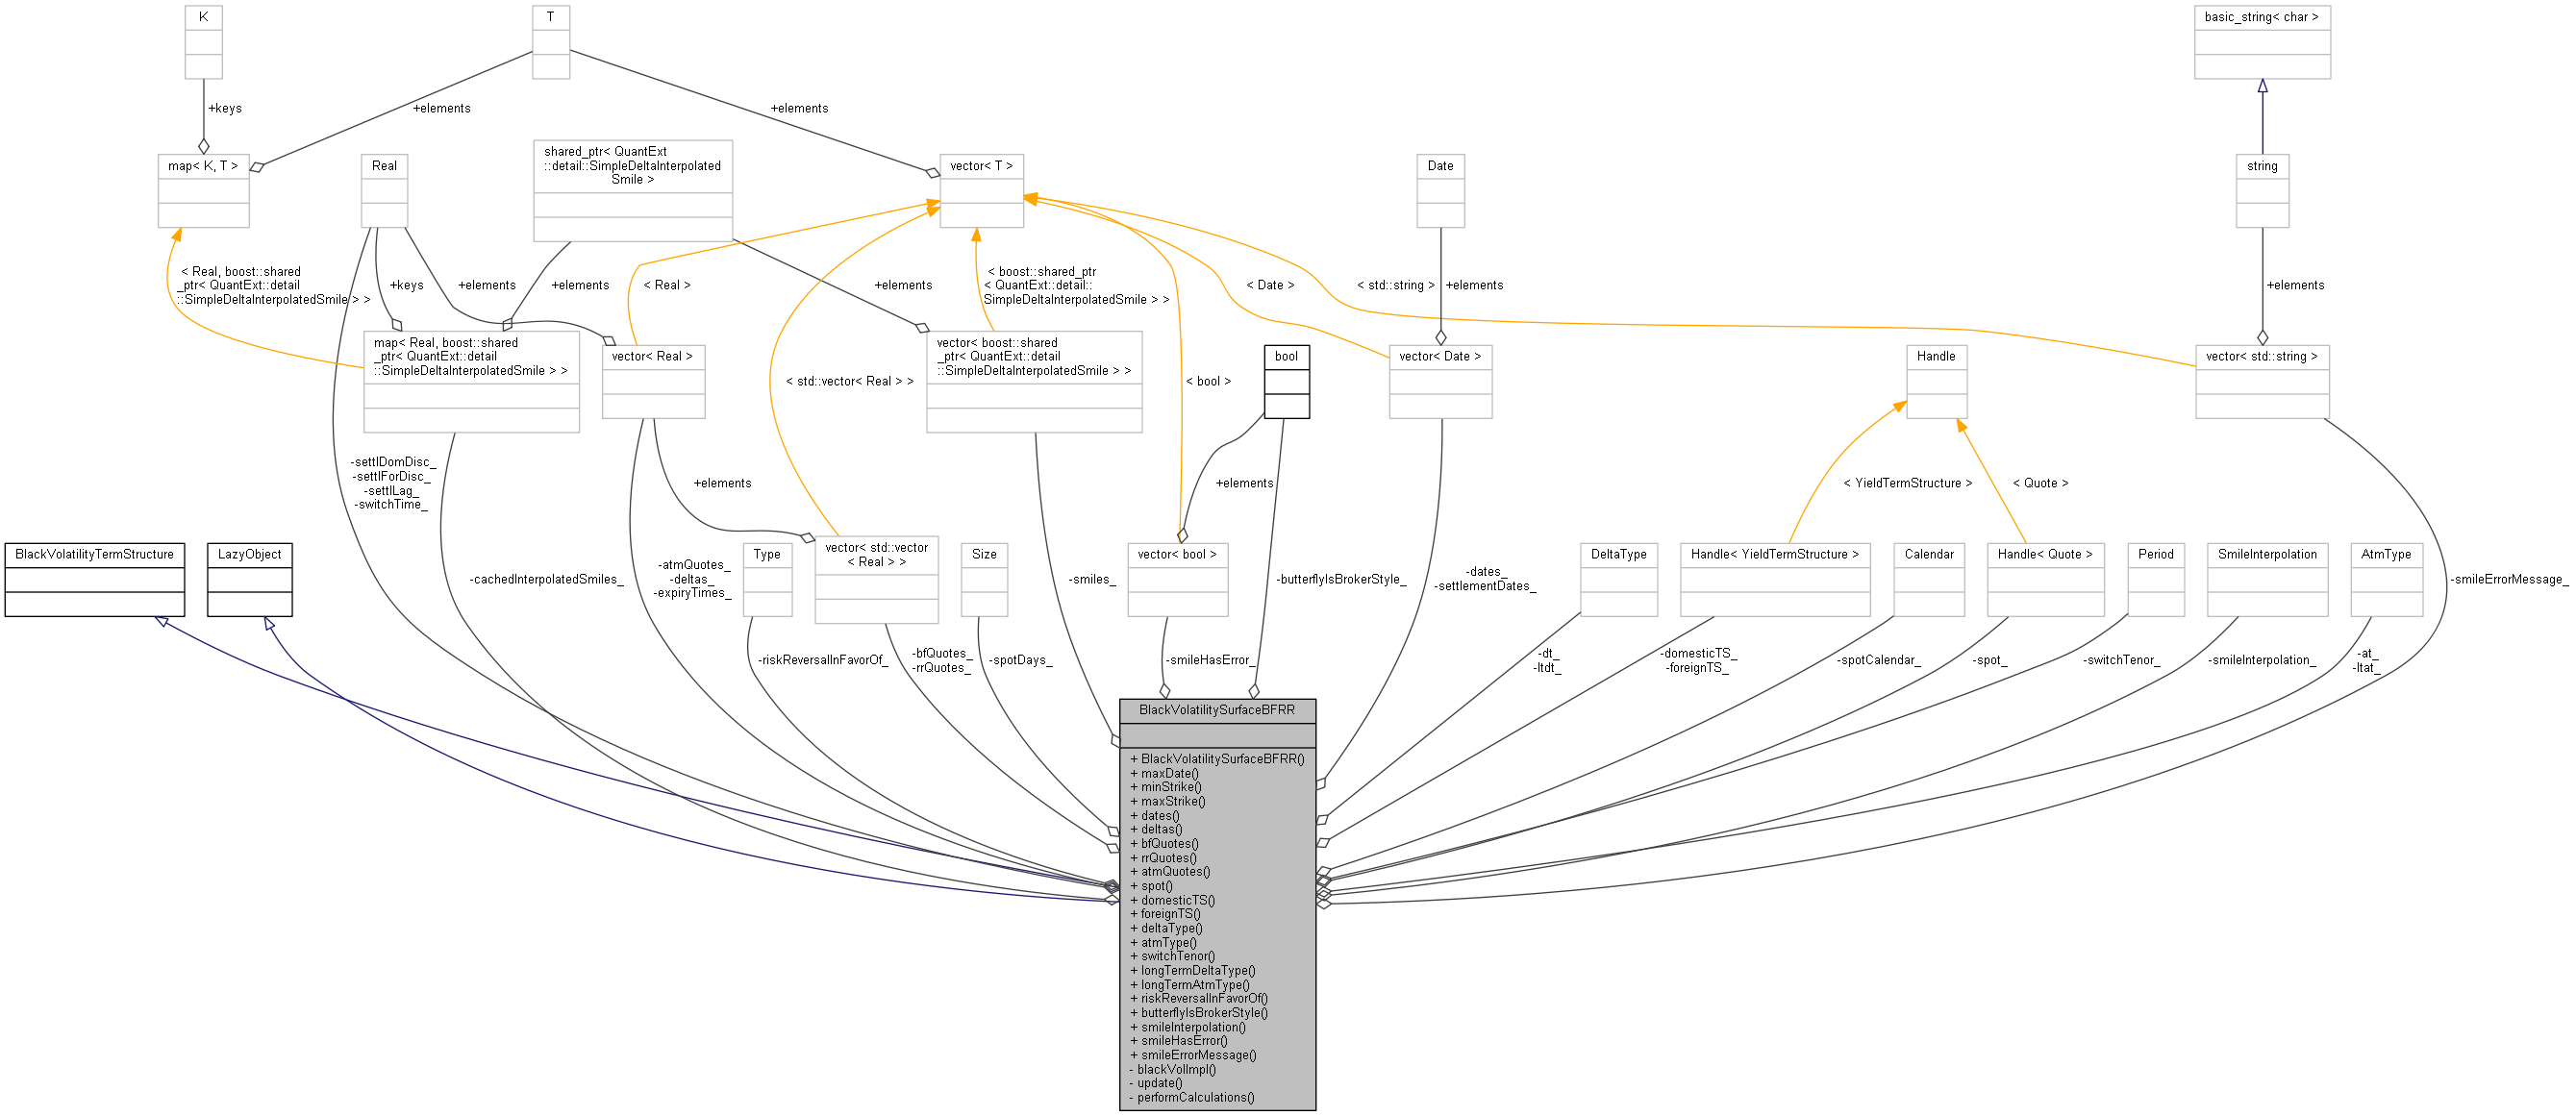 K
T
basic_string< char >
+keys
+elements
+elements
map< K, T >
Real
shared_ptr< QuantExt
::detail::SimpleDeltaInterpolated
Smile >
vector< T >
Date
string
< Real, boost::shared
_ptr< QuantExt::detail
::SimpleDeltaInterpolatedSmile > >
+keys
+elements
+elements
< Real >
+elements
< boost::shared_ptr
< QuantExt::detail::
SimpleDeltaInterpolatedSmile > >
< Date >
< std::string >
+elements
+elements
map< Real, boost::shared
_ptr< QuantExt::detail
::SimpleDeltaInterpolatedSmile > >
vector< Real >
< std::vector< Real > >
vector< boost::shared
_ptr< QuantExt::detail
::SimpleDeltaInterpolatedSmile > >
< bool >
bool
vector< Date >
Handle
vector< std::string >
-settlDomDisc_
-settlForDisc_
-settlLag_
-switchTime_
+elements
+elements
< YieldTermStructure >
< Quote >
BlackVolatilityTermStructure
LazyObject
-cachedInterpolatedSmiles_
-atmQuotes_
-deltas_
-expiryTimes_
Type
vector< std::vector
< Real > >
Size
-smiles_
vector< bool >
-butterflyIsBrokerStyle_
-dates_
-settlementDates_
DeltaType
Handle< YieldTermStructure >
Calendar
Handle< Quote >
Period
SmileInterpolation
AtmType
-smileErrorMessage_
-riskReversalInFavorOf_
-bfQuotes_
-rrQuotes_
-spotDays_
-smileHasError_
-dt_
-ltdt_
-domesticTS_
-foreignTS_
-spotCalendar_
-spot_
-switchTenor_
-smileInterpolation_
-at_
-ltat_
BlackVolatilitySurfaceBFRR
+ BlackVolatilitySurfaceBFRR()
+ maxDate()
+ minStrike()
+ maxStrike()
+ dates()
+ deltas()
+ bfQuotes()
+ rrQuotes()
+ atmQuotes()
+ spot()
+ domesticTS()
+ foreignTS()
+ deltaType()
+ atmType()
+ switchTenor()
+ longTermDeltaType()
+ longTermAtmType()
+ riskReversalInFavorOf()
+ butterflyIsBrokerStyle()
+ smileInterpolation()
+ smileHasError()
+ smileErrorMessage()
- blackVolImpl()
- update()
- performCalculations()